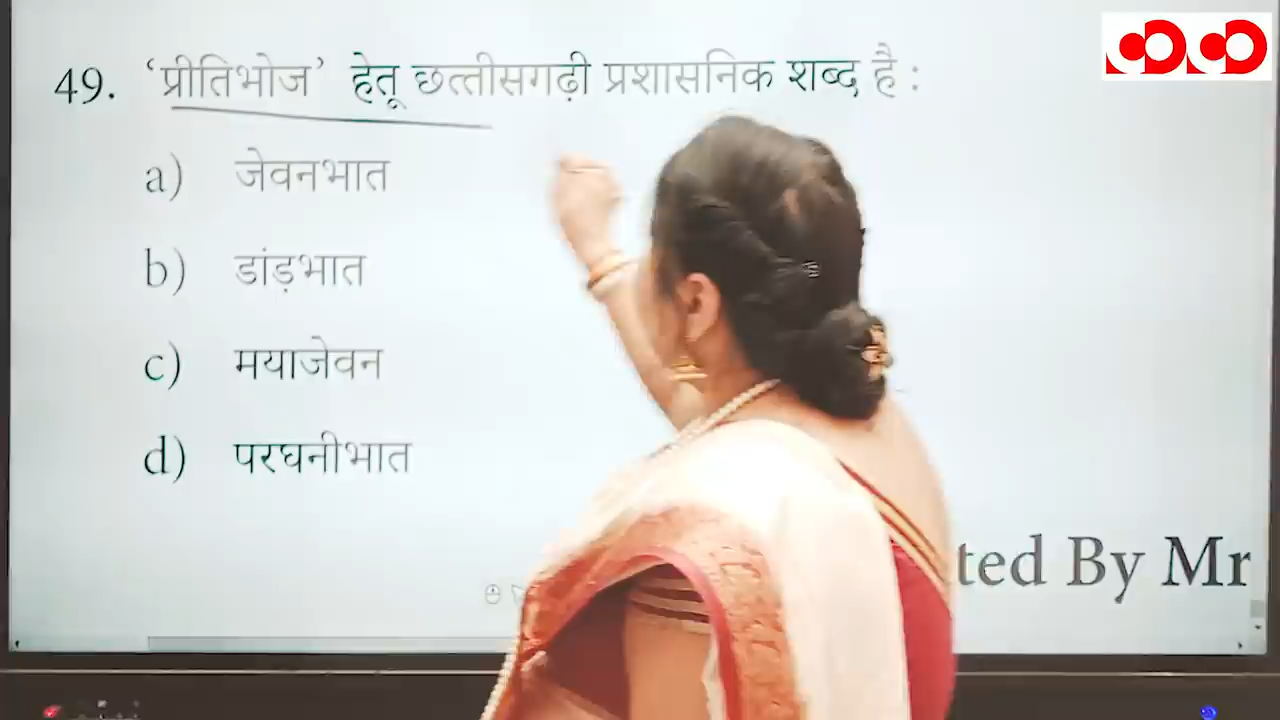 49. ‘प्रीतिभोज’ हेतू छत्तीसगढ़ी प्रशासनिक शब्द है :
a) जेवनभात
b) डांड़भात
c) मयाजेवन
d) परघनीभात
ted By Mr